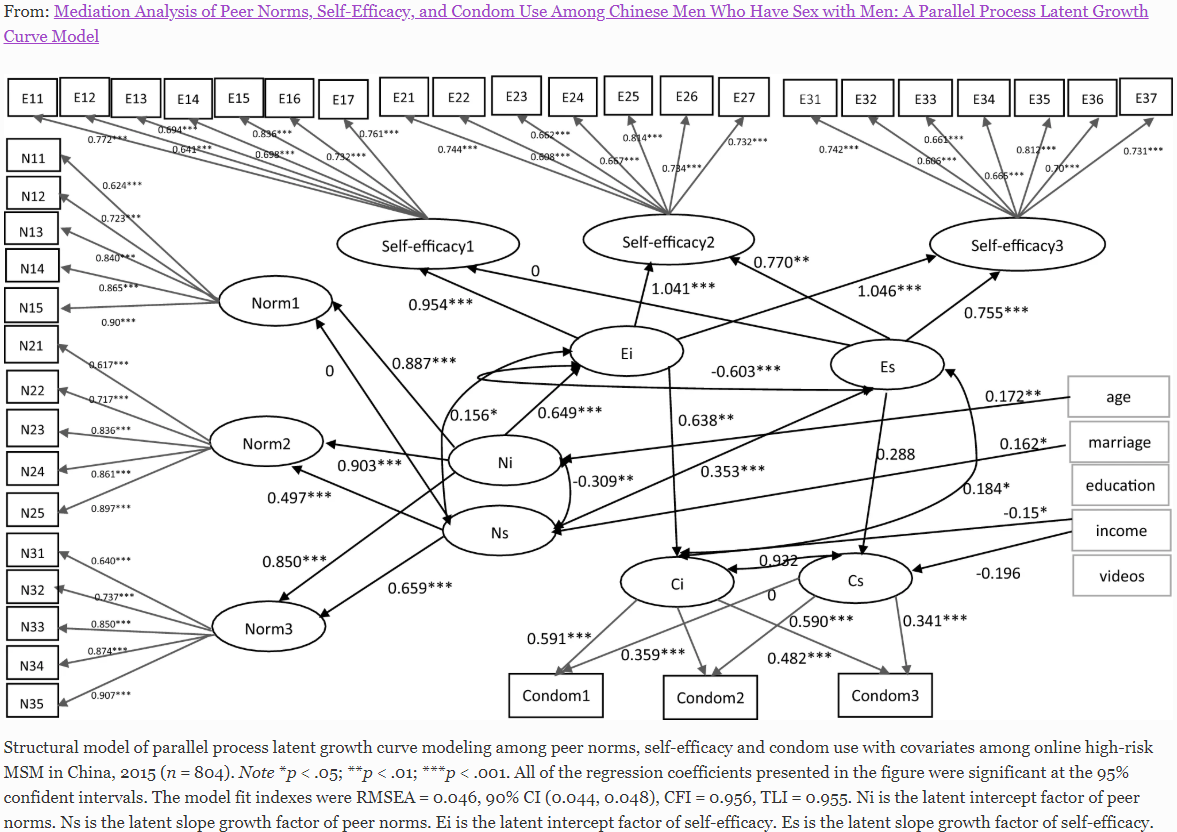 From: Mediation Analysis of Peer Norms, Self-Efficacy, and Condom Use Among Chinese Men Who Have Sex with Men: A Parallel Process Latent Growth
Curve Model
E11 E12 E13 E14 E15 E16 E17 E21 E22 E23 E24 E25 E26 E27 E31 E32 E33 E34 E35 E36 E37
0.772*** 0.694*** 0.641*** 0.836*** 0.698*** 0.732*** 0.761***
0.744*** 0.662*** 0.608*** 0.667*** 0.814*** 0.734*** 0.732***
0.742*** 0.661*** 0.606*** 0.666*** 0.812*** 0.70*** 0.731***
N11
N12
N13
N14
N15
0.624***
0.723***
0.840***
0.865***
0.90***
Self-efficacy1
Self-efficacy2
Self-efficacy3
Norm1
0
0.770**
0.954***
1.041***
1.046***
0.755***
N21
N22
N23
N24
N25
0.617***
0.717***
0.836***
0.861***
0.897***
Ei
Es
0
0.887***
-0.603***
0.156*
0.649***
0.638**
0.172**
age
0.162*
marriage
education
income
videos
Norm2
Ni
0.903***
0.497***
-0.309**
0.353***
0.288
0.184*
-0.15*
Ns
N31
N32
N33
N34
N35
0.640***
0.737***
0.850***
0.874***
0.907***
0.850***
0.659***
Norm3
0.932
Ci
Cs
-0.196
0
0.591***
0.359***
0.590***
0.482***
0.341***
Condom1
Condom2
Condom3
Structural model of parallel process latent growth curve modeling among peer norms, self-efficacy and condom use with covariates among online high-risk
MSM in China, 2015 (n = 804). Note *p < .05; **p < .01; ***p < .001. All of the regression coefficients presented in the figure were significant at the 95%
confident intervals. The model fit indexes were RMSEA = 0.046, 90% CI (0.044, 0.048), CFI = 0.956, TLI = 0.955. Ni is the latent intercept factor of peer
norms. Ns is the latent slope growth factor of peer norms. Ei is the latent intercept factor of self-efficacy. Es is the latent slope growth factor of self-efficacy.